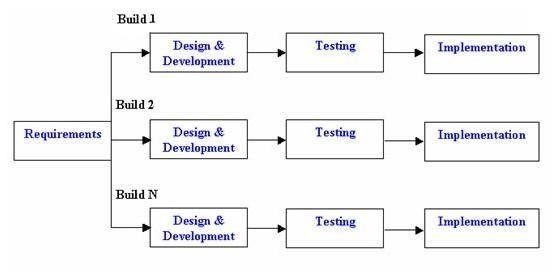 Build 1
Design &
Development
Testing
Implementation
Build 2
Requirements
Design &
Development
Testing
Implementation
Build N
Design &
Development
Testing
Implementation